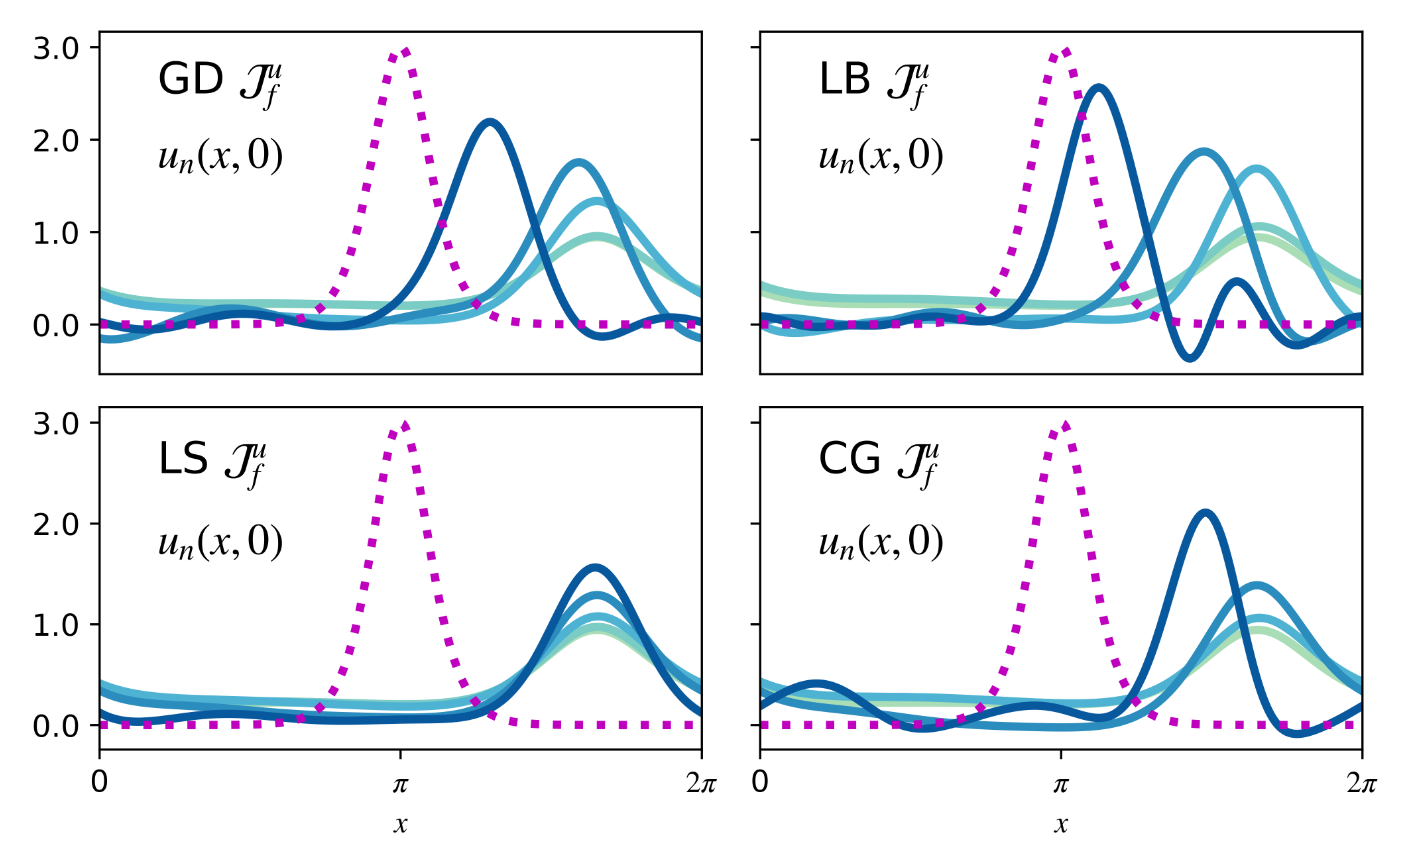 3.0
2.0
1.0
0.0
GD 𝒥_f^u
u_n(x, 0)
LB 𝒥_f^u
u_n(x, 0)
3.0
2.0
1.0
0.0
LS 𝒥_f^u
u_n(x, 0)
CG 𝒥_f^u
u_n(x, 0)
0 π 2π
x
0 π 2π
x